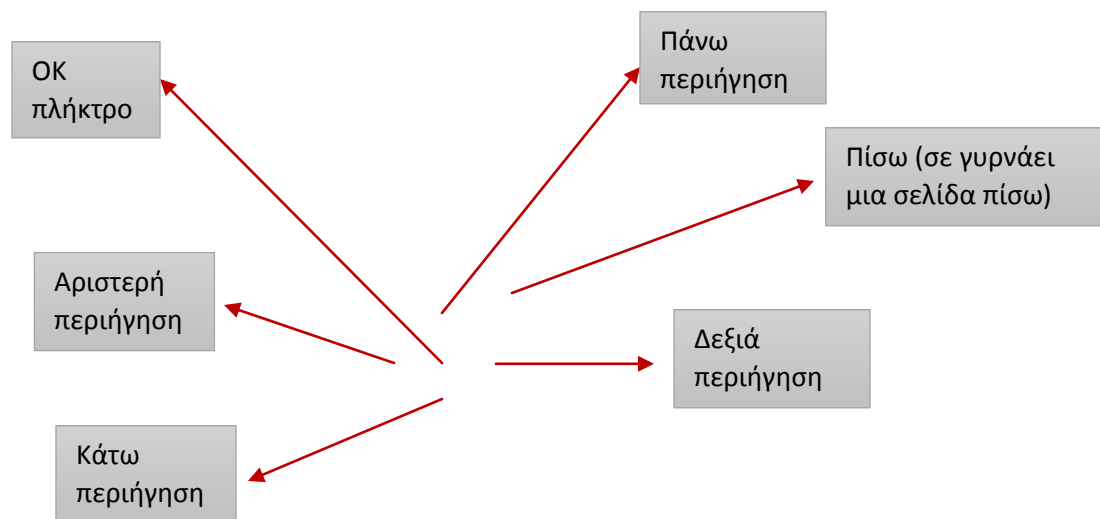 ΟΚ
πλήκτρο
Πάνω
περιήγηση
Πίσω (σε γυρνάει
μια σελίδα πίσω)
Αριστερή
περιήγηση
Δεξιά
περιήγηση
Κάτω
περιήγηση